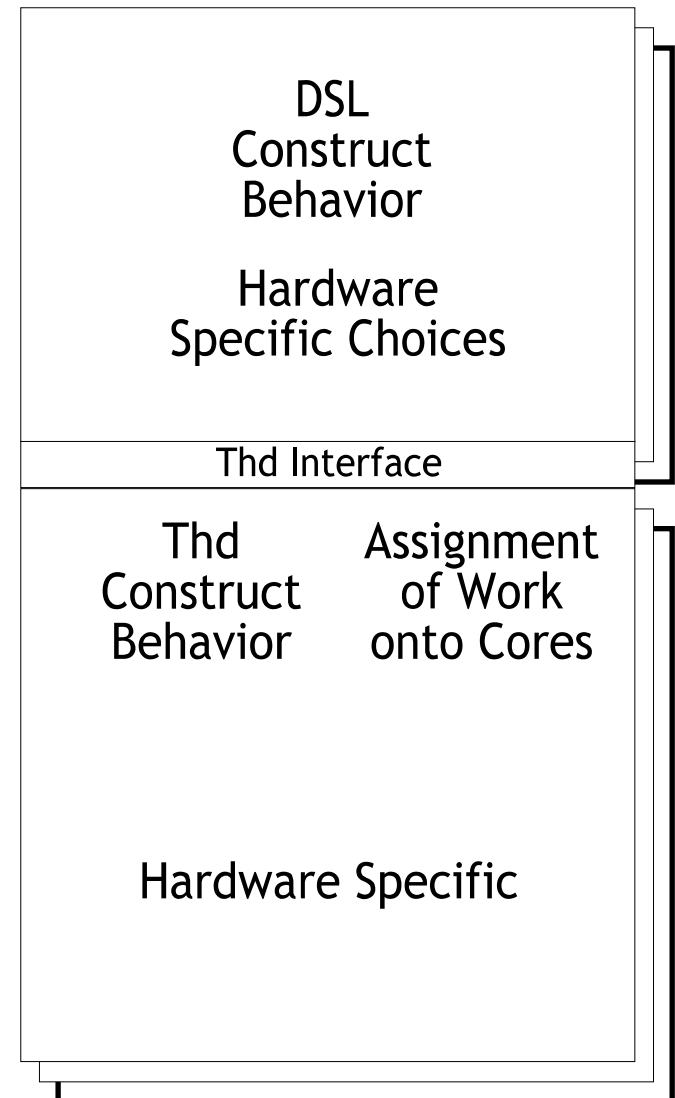 DSL
Construct
Behavior
Hardware
Specific Choices
Thd Interface
Thd
Construct
Behavior
Assignment
of Work
onto Cores
Hardware Specific